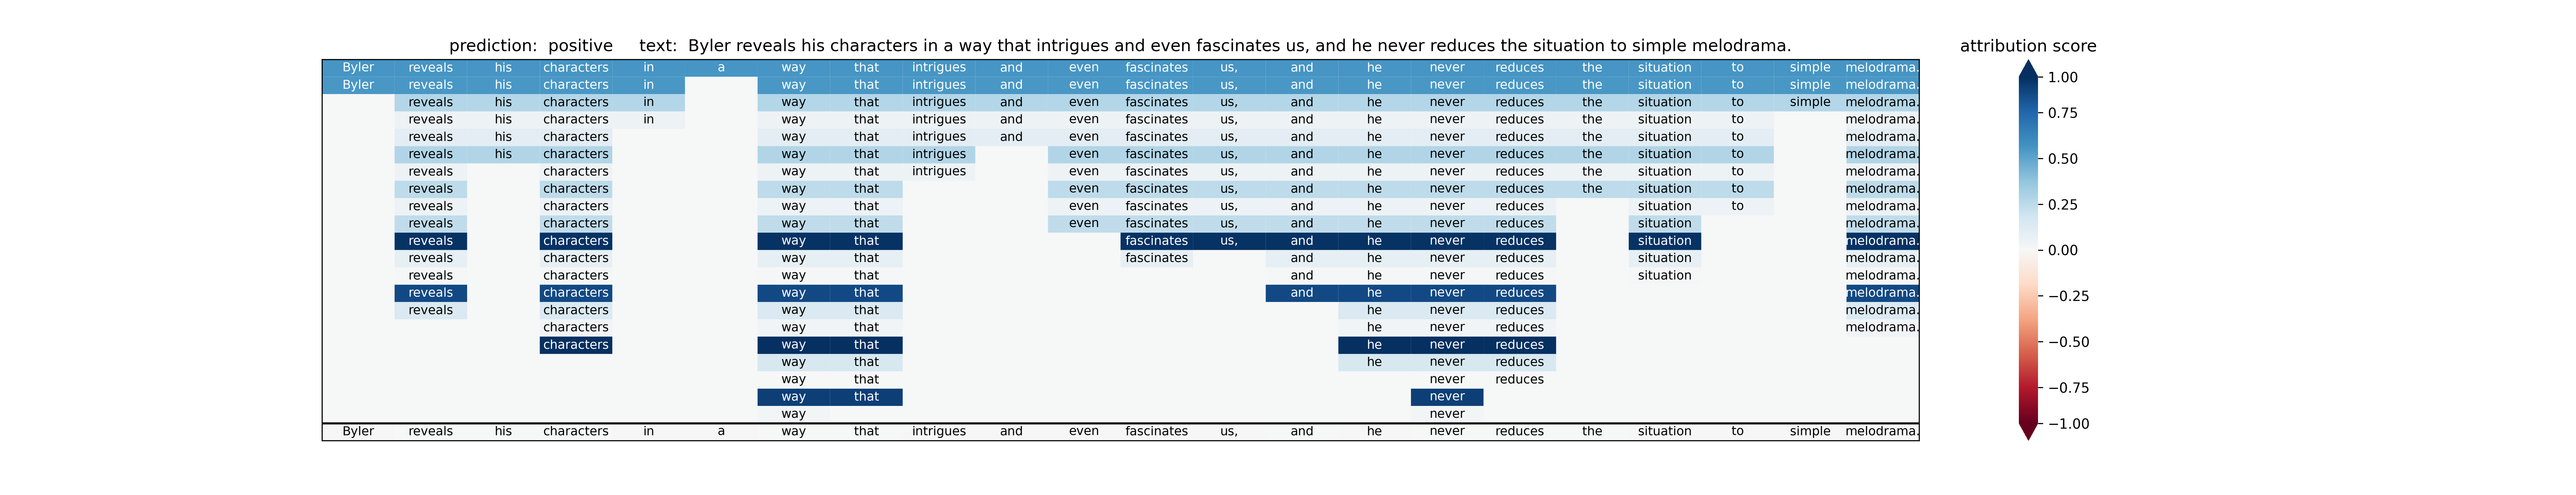 prediction: positive text: Byler reveals his characters in a way that intrigues and even fascinates us, and he never reduces the situation to simple melodrama.
attribution score
Byler reveals his characters in a way that intrigues and even fascinates us, and he never reduces the situation to simple melodrama.
Byler reveals his characters in way that intrigues and even fascinates us, and he never reduces the situation to simple melodrama.
reveals his characters in way that intrigues and even fascinates us, and he never reduces the situation to simple melodrama.
reveals his characters in way that intrigues and even fascinates us, and he never reduces the situation to melodrama.
reveals his characters way that intrigues and even fascinates us, and he never reduces the situation to melodrama.
reveals his characters way that intrigues even fascinates us, and he never reduces the situation to melodrama.
reveals characters way that intrigues even fascinates us, and he never reduces the situation to melodrama.
reveals characters way that even fascinates us, and he never reduces the situation to melodrama.
reveals characters way that even fascinates us, and he never reduces situation to melodrama.
reveals characters way that even fascinates us, and he never reduces situation melodrama.
reveals characters way that fascinates us, and he never reduces situation melodrama.
reveals characters way that fascinates and he never reduces situation melodrama.
reveals characters way that and he never reduces situation melodrama.
reveals characters way that and he never reduces melodrama.
reveals characters way that he never reduces melodrama.
characters way that he never reduces melodrama.
characters way that he never reduces
way that he never reduces
way that never reduces
way that never
way never
Byler reveals his characters in a way that intrigues and even fascinates us, and he never reduces the situation to simple melodrama.
1.00
0.75
0.50
0.25
0.00
−0.25
−0.50
−0.75
−1.00